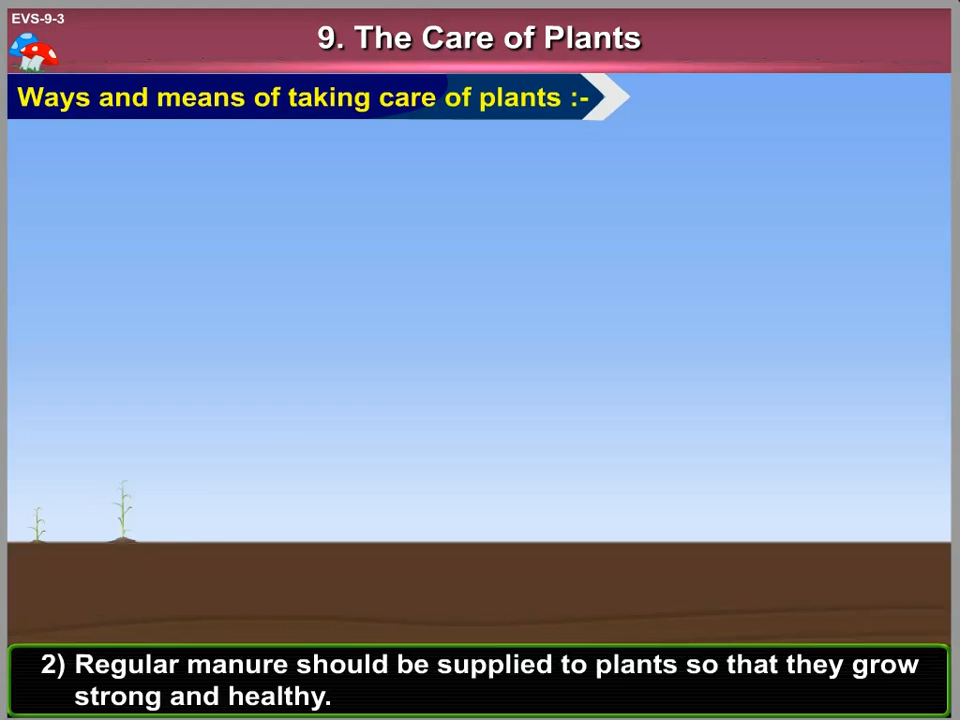 EVS-9-3
9. The Care of Plants
Ways and means of taking care of plants :-
2) Regular manure should be supplied to plants so that they grow
strong and healthy.